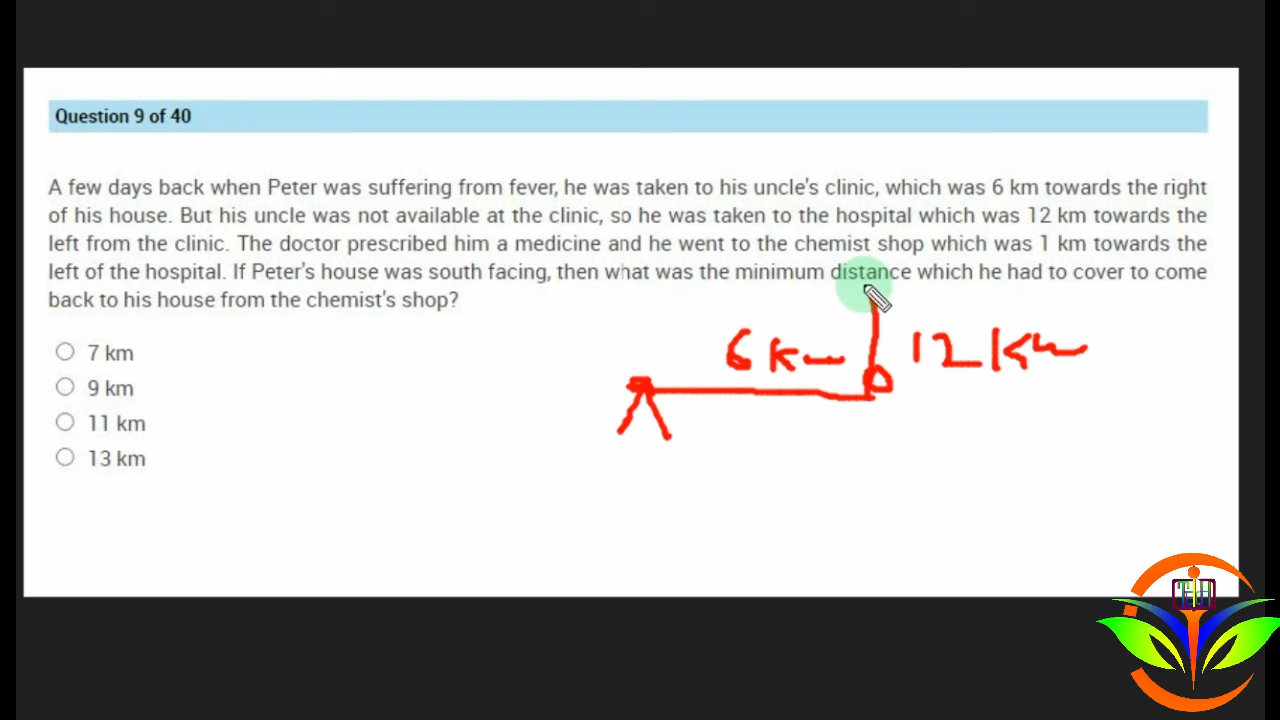 Question 9 of 40
A few days back when Peter was suffering from fever, he was taken to his uncle's clinic, which was 6 km towards the right
of his house. But his uncle was not available at the clinic, so he was taken to the hospital which was 12 km towards the
left from the clinic. The doctor prescribed him a medicine and he went to the chemist shop which was 1 km towards the
left of the hospital. If Peter's house was south facing, then what was the minimum distance which he had to cover to come
back to his house from the chemist's shop?
7 km
9 km
11 km
13 km
6 km
12 km